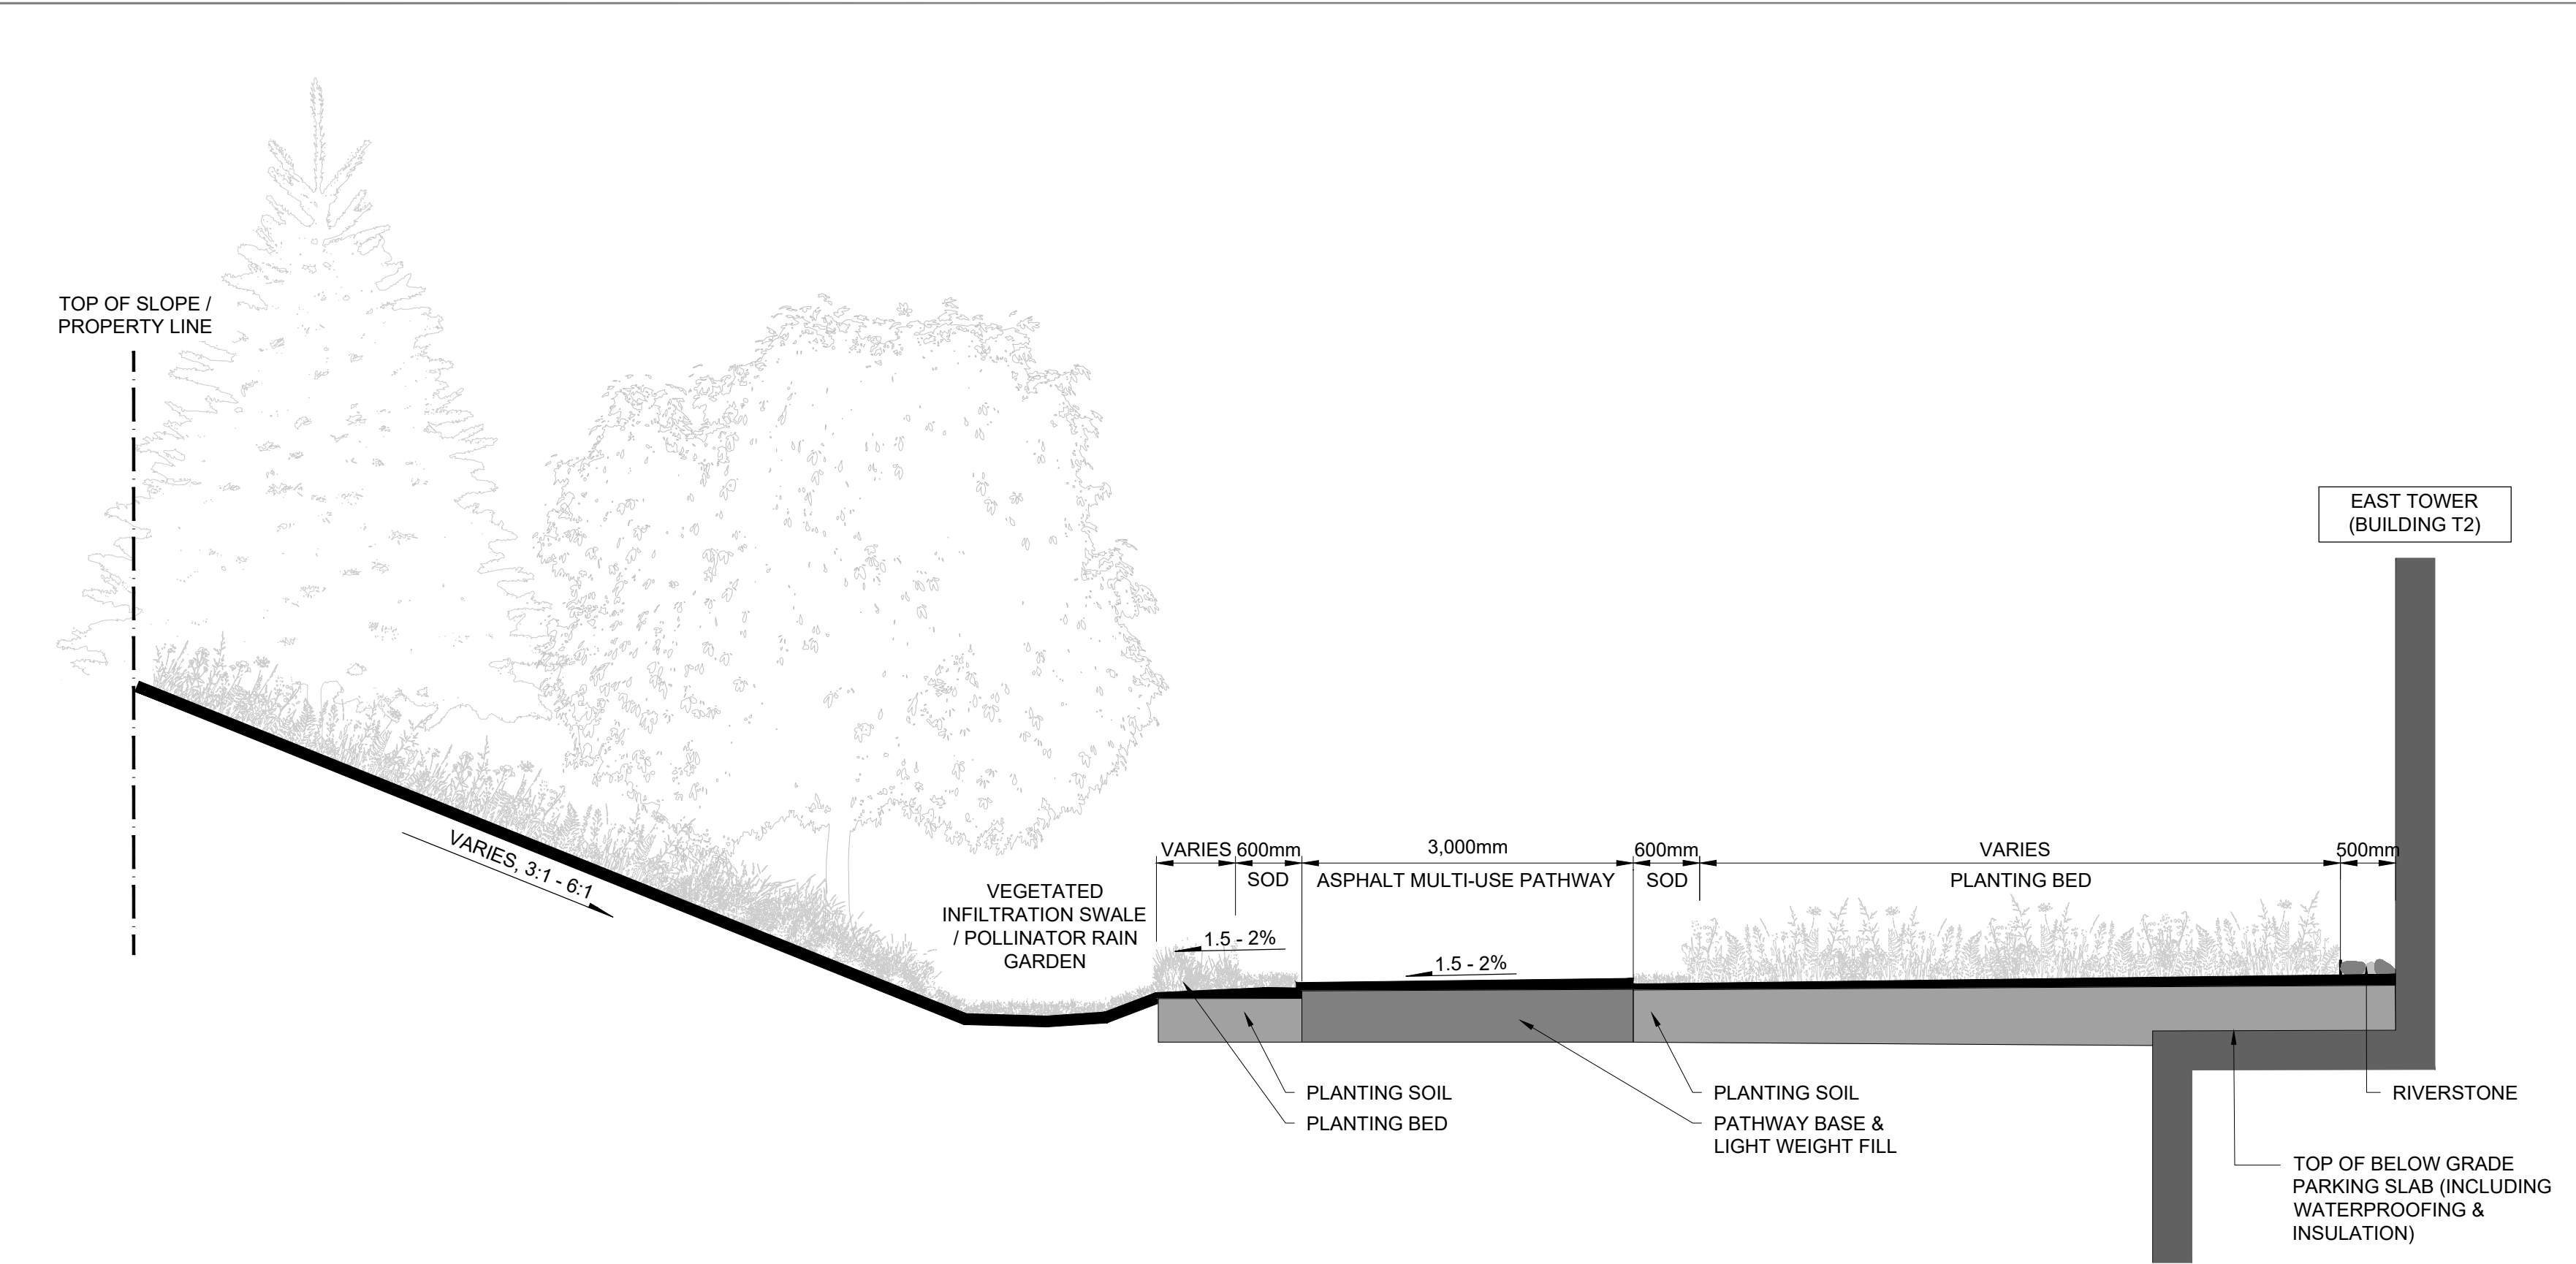 TOP OF SLOPE /
PROPERTY LINE
EAST TOWER
(BUILDING T2)
VARIES, 3:1 - 6:1
VEGETATED
INFILTRATION SWALE
/ POLLINATOR RAIN
GARDEN
VARIES
600mm
SOD
3,000mm
ASPHALT MULTI-USE PATHWAY
600mm
SOD
VARIES
PLANTING BED
500mm
1.5 - 2%
1.5 - 2%
PLANTING SOIL
PLANTING BED
PLANTING SOIL
PATHWAY BASE &
LIGHT WEIGHT FILL
RIVERSTONE
TOP OF BELOW GRADE
PARKING SLAB (INCLUDING
WATERPROOFING &
INSULATION)